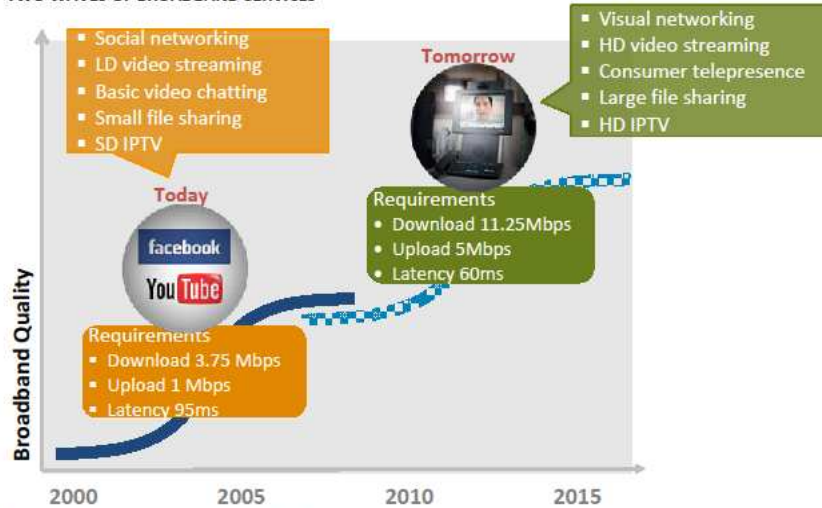 Social networking
LD video streaming
Basic video chatting
Small file sharing
SD IPTV
Visual networking
HD video streaming
Consumer telepresence
Large file sharing
HD IPTV
Tomorrow
Today
facebook
YouTube
Requirements
Download 11.25Mbps
Upload 5Mbps
Latency 60ms
Requirements
Download 3.75 Mbps
Upload 1 Mbps
Latency 95ms
Broadband Quality
2000
2005
2010
2015